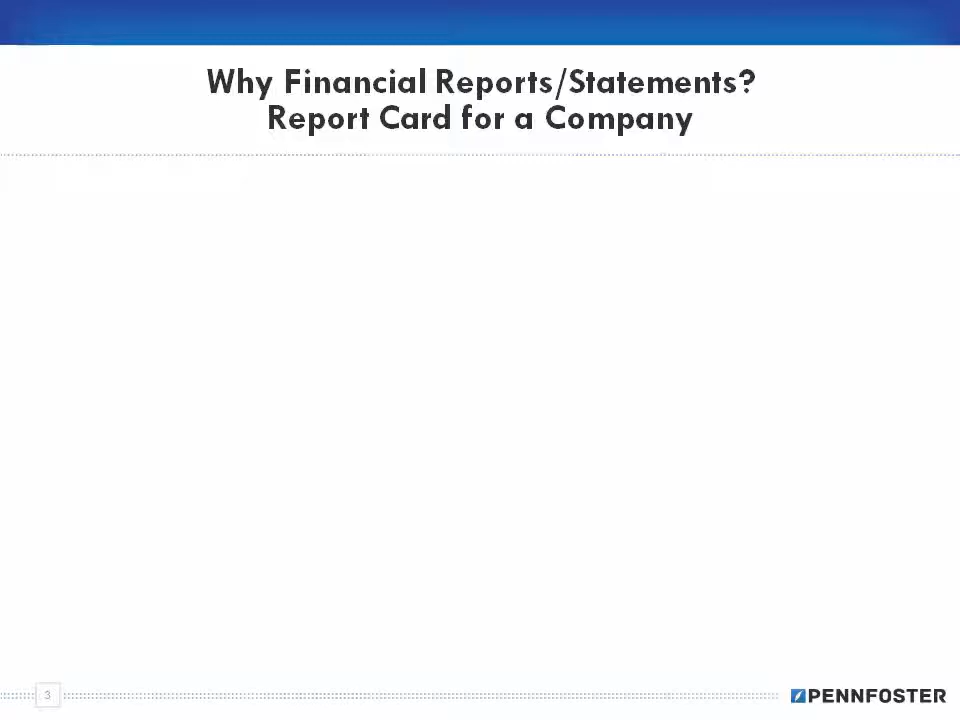 Why Financial Reports/Statements?
Report Card for a Company
3
PENNFOSTER